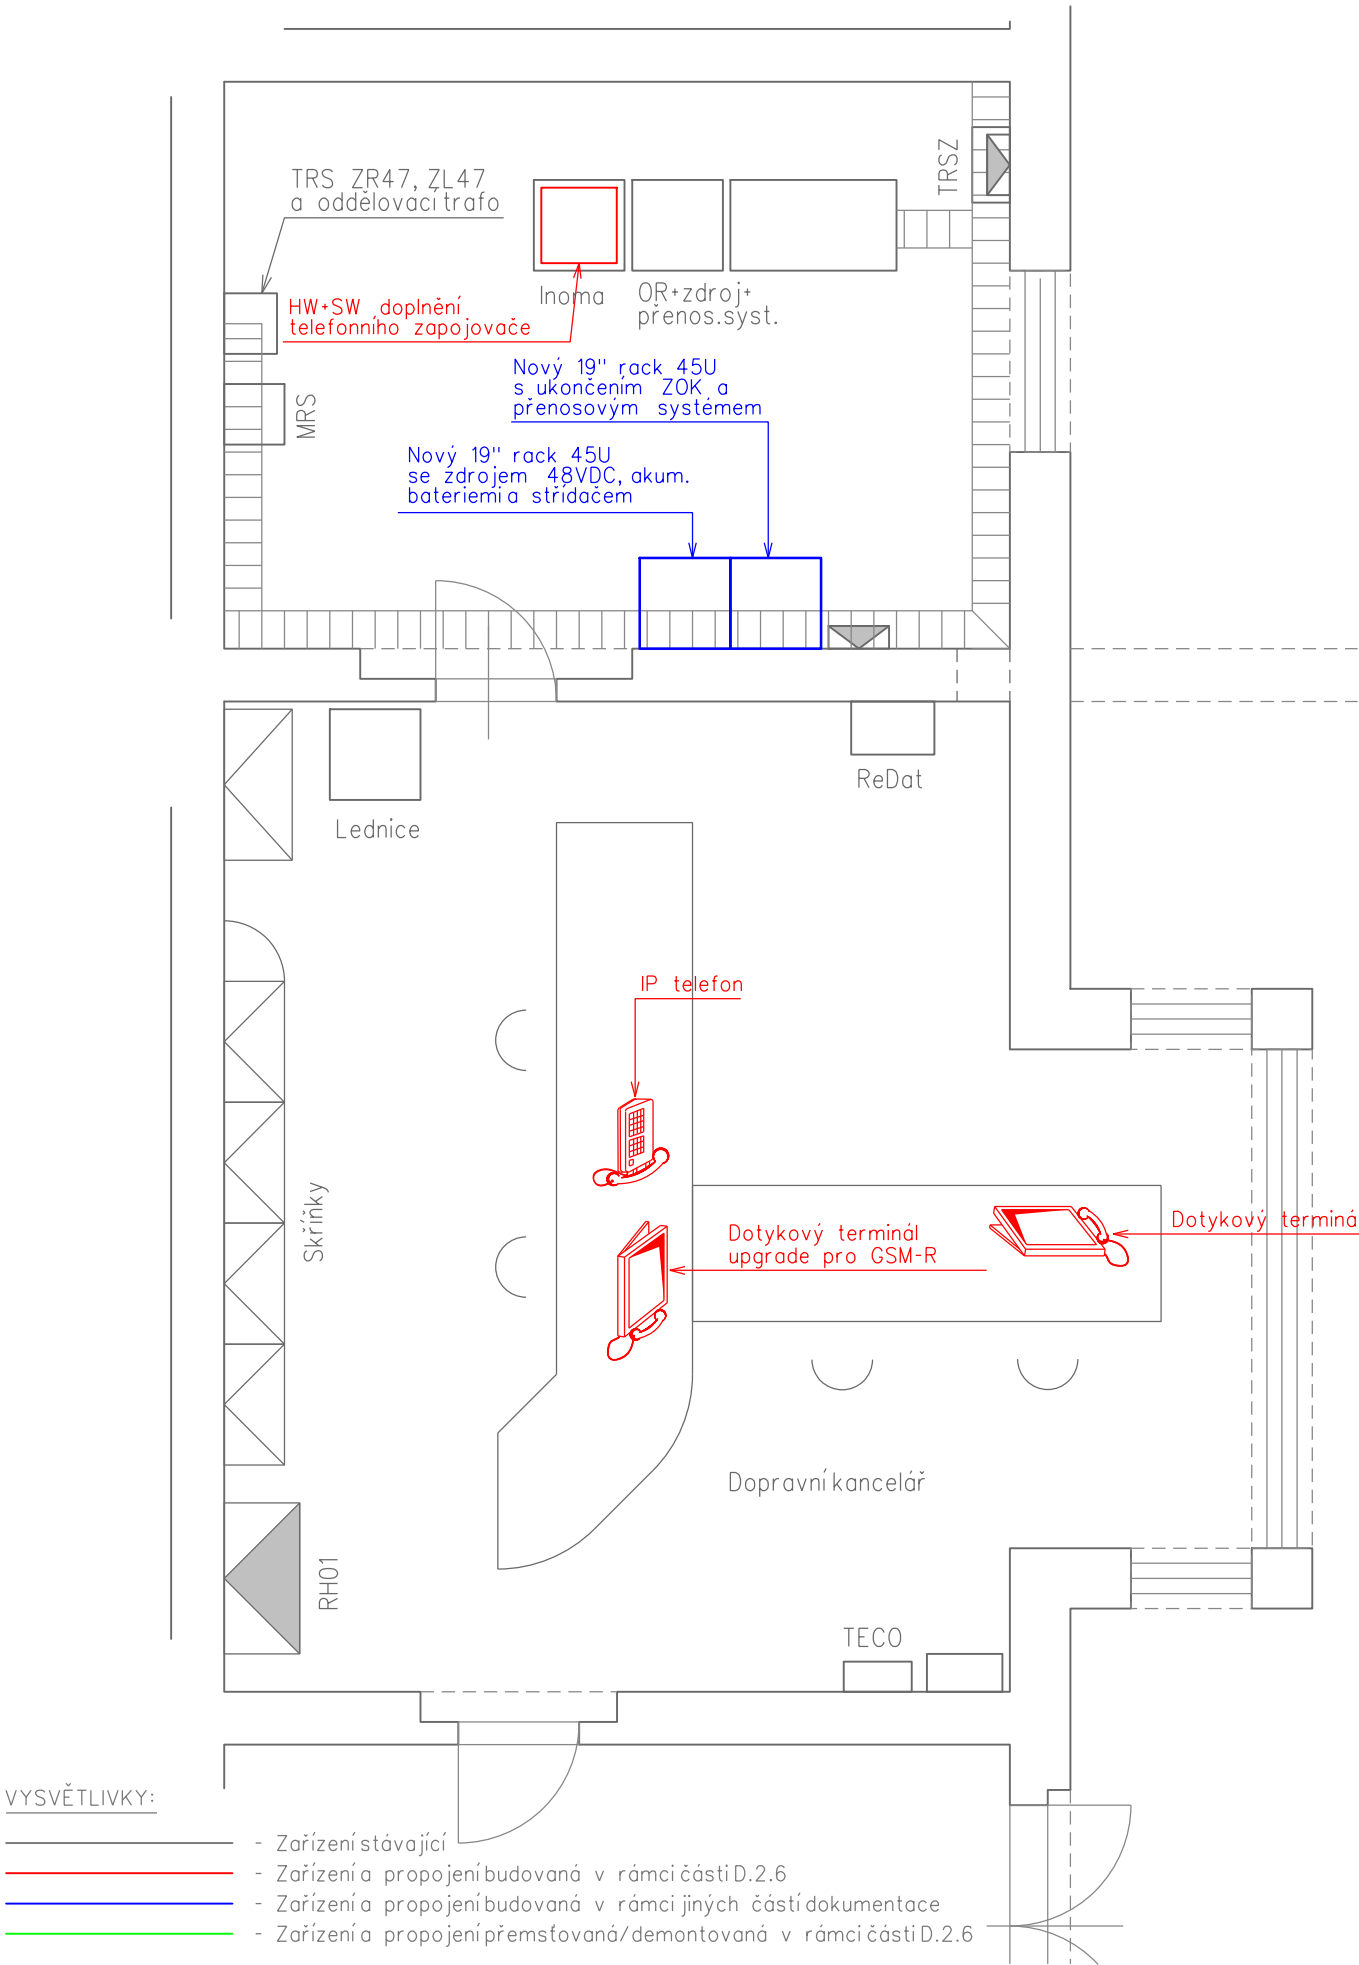 TRSZ
TRS ZR47, ZL47
a oddělovací trafo
Inoma
OR+zdroj+
přenos.syst.
HW+SW doplnění
telefonního zapojovače
MRS
Nový 19" rack 45U
s ukončením ZOK a
přenosovým systémem
Nový 19" rack 45U
se zdrojem 48VDC, akum.
bateriemi a střídačem
ReDat
Lednice
IP telefon
Skříňky
Dotykový terminál
upgrade pro GSM-R
Dotykový terminá
Dopravní kancelář
RH01
TECO
VYSVĚTLIVKY:
- Zařízení stávající
- Zařízení a propojení budovaná v rámci části D.2.6
- Zařízení a propojení budovaná v rámci jiných částí dokumentace
- Zařízení a propojení přemsťovaná/demontovaná v rámci části D.2.6